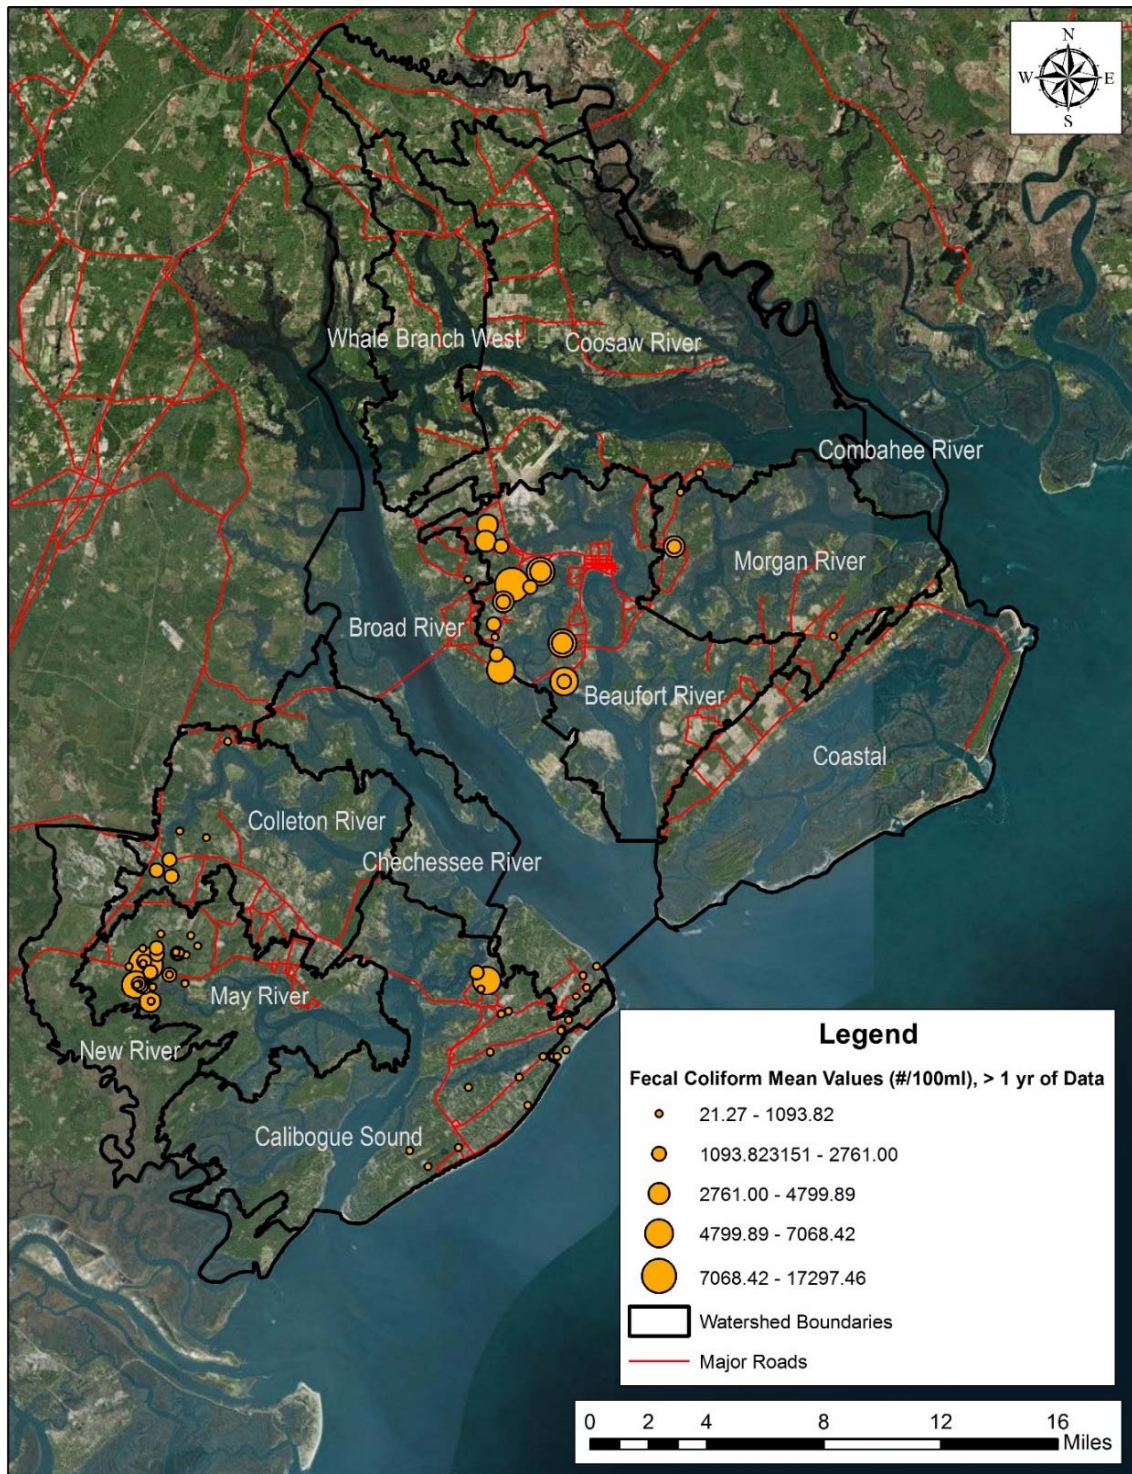 N
W E
S
Whale Branch West
Coosaw River
Combahee River
Morgan River
Broad River
Beaufort River
Coastal
Colleton River
Chechessee River
May River
New River
Calibogue Sound
Legend
Fecal Coliform Mean Values (#/100ml), > 1 yr of Data
21.27 - 1093.82
1093.823151 - 2761.00
2761.00 - 4799.89
4799.89 - 7068.42
7068.42 - 17297.46
Watershed Boundaries
Major Roads
0 2 4 8 12 16
Miles